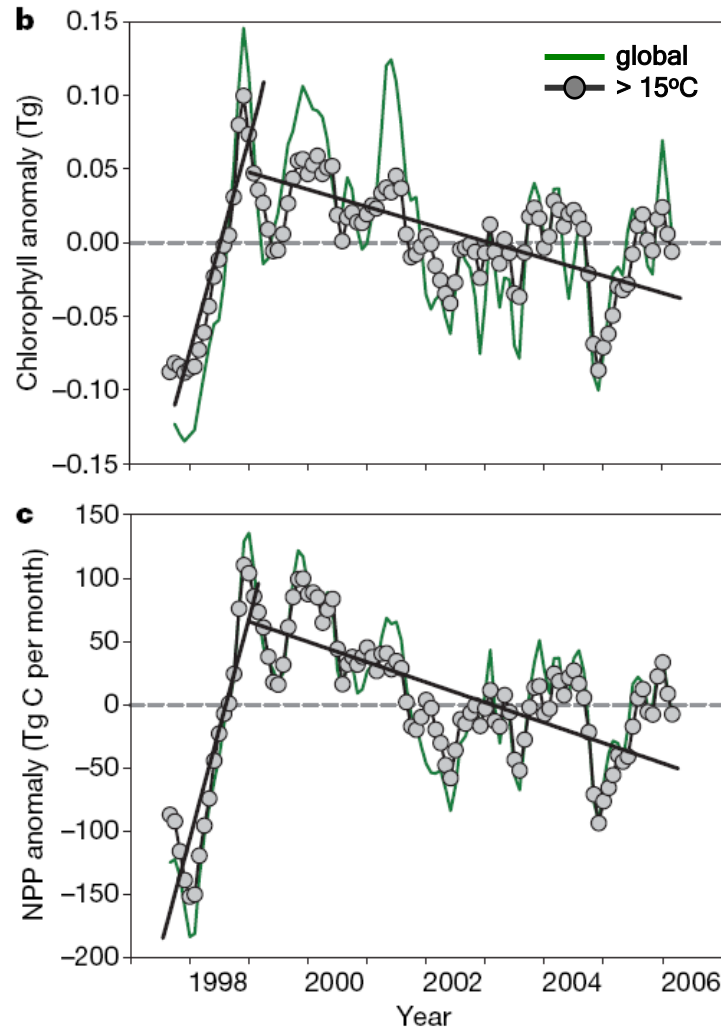 b
global
> 15ºC
Chlorophyll anomaly (Tg)
0.15
0.10
0.05
0.00
−0.05
−0.10
−0.15
c
NPP anomaly (Tg C per month)
150
100
50
0
−50
−100
−150
−200
1998 2000 2002 2004 2006
Year